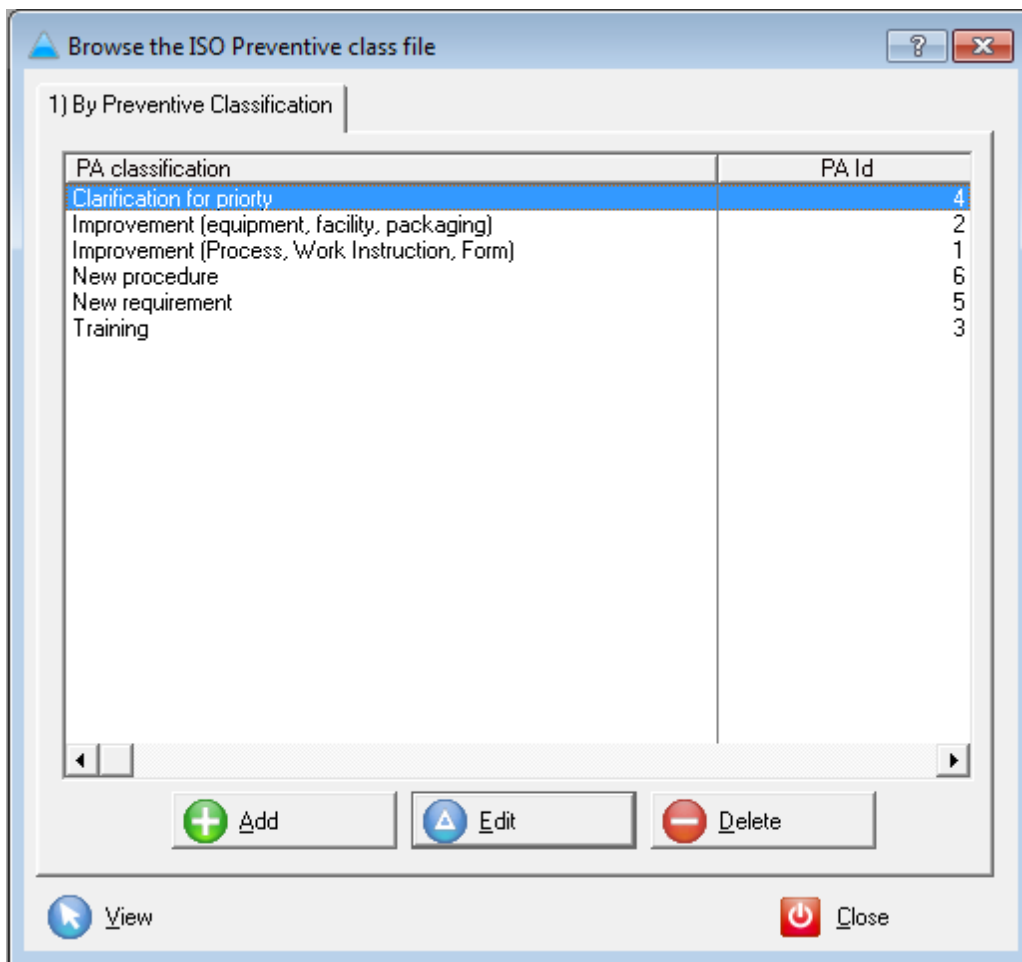 Browse the ISO Preventive class file
?
1) By Preventive Classification
PA classification PA Id
Clarification for priorty 4
Improvement (equipment, facility, packaging) 2
Improvement (Process, Work Instruction, Form) 1
New procedure 6
New requirement 5
Training 3
Add Edit Delete
View Close